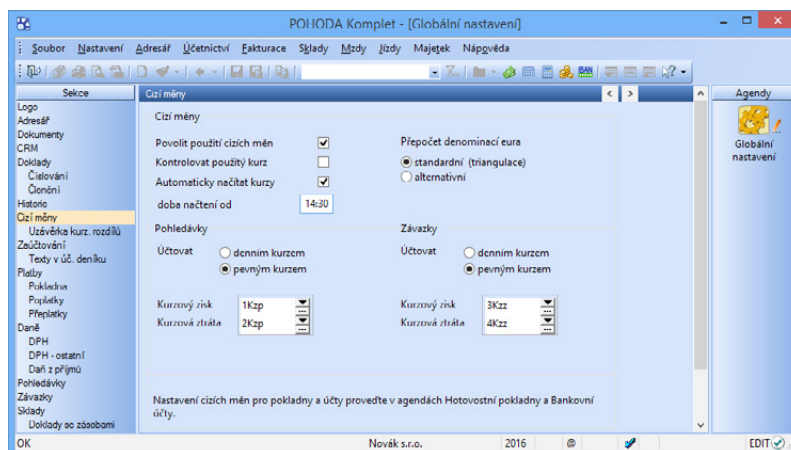 POHODA Komplet - [Globální nastavení]
Soubor Nastavení Adresář Účetnictví Fakturace Sklady Mzdy Jízdy Majetek Nápověda
Sekce
Logo
Adresář
Dokumenty
CRM
Doklady
Číslování
Členění
Historie
Cizí měny
Uzávěrka kurz. rozdílů
Zaúčtování
Texty v úč. deníku
Platby
Pokladna
Poplatky
Přeplatky
Daně
DPH
DPH - ostatní
Daň z příjmů
Pohledávky
Závazky
Sklady
Doklady se zásobami
Cizí měny
Cizí měny
Povolit použití cizích měn
Kontrolovat použitý kurz
Automaticky načítat kurzy
doba načtení od 14:30
Přepočet denominací eura
standardní (triangulace)
alternativní
Pohledávky
Účtovat denním kurzem
pevným kurzem
Kurzový zisk 1Kzp
Kurzová ztráta 2Kzp
Závazky
Účtovat denním kurzem
pevným kurzem
Kurzový zisk 3Kzz
Kurzová ztráta 4Kzz
Nastavení cizích měn pro pokladny a účty proveďte v agendách Hotovostní pokladny a Bankovní
účty.
Agendy
Globální
nastavení
OK Novák s.r.o. 2016 @ EDIT